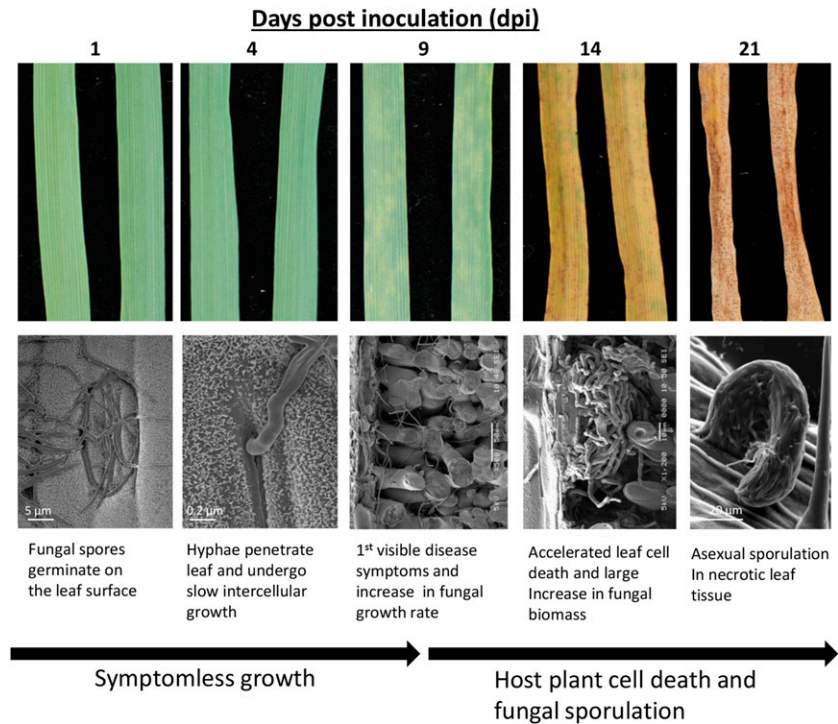 Days post inoculation (dpi)
1 4 9 14 21
5 µm
0.2 µm
20 µm
Fungal spores
germinate on
the leaf surface
Hyphae penetrate
leaf and undergo
slow intercellular
growth
1st visible disease
symptoms and
increase in fungal
growth rate
Accelerated leaf cell
death and large
Increase in fungal
biomass
Asexual sporulation
In necrotic leaf
tissue
Symptomless growth
Host plant cell death and
fungal sporulation